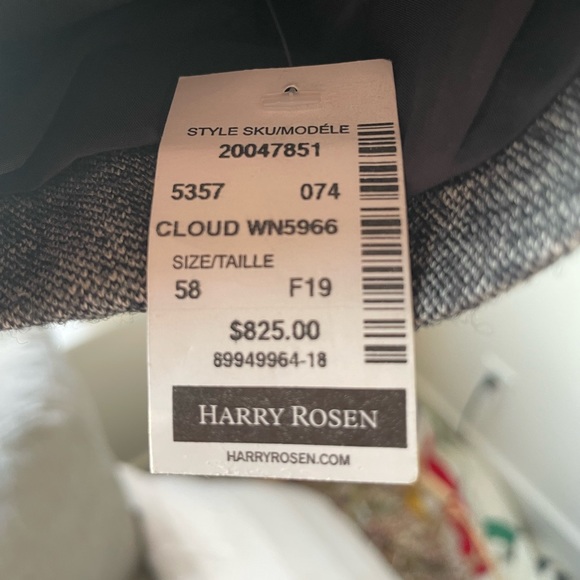 STYLE SKU/MODÉLE
20047851
5357 074
CLOUD WN5966
SIZE/TAILLE
58 F19
$825.00
89949964-18
HARRY ROSEN
HARRYROSEN.COM